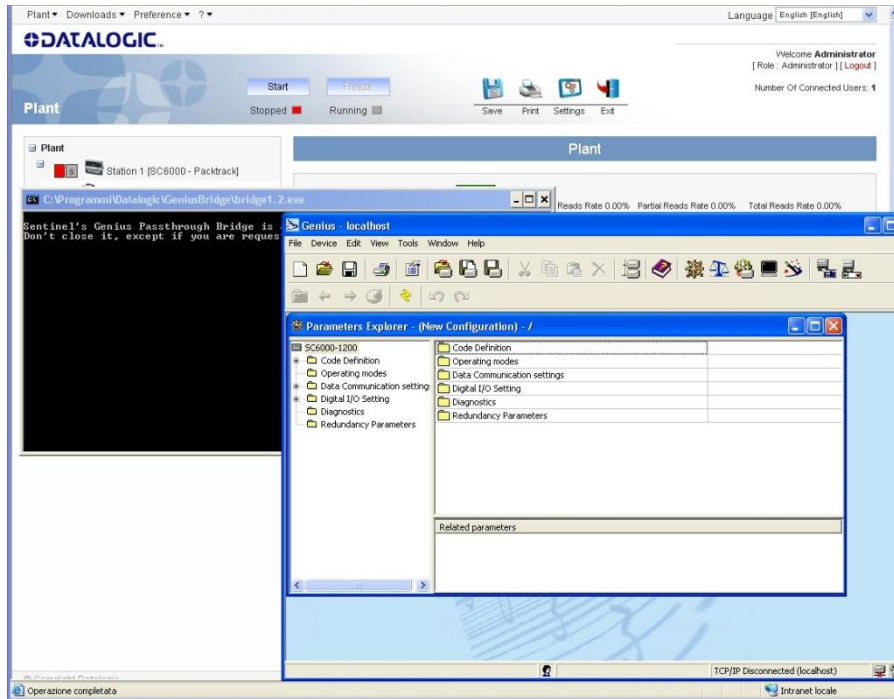 Plant Downloads Preference ?
Language English [English]
DATALOGIC™
Welcome Administrator
[ Role : Administrator ] [ Logout ]
Number Of Connected Users: 1
Plant
Start Freeze
Stopped Running
Save Print Settings Exit
Plant
Station 1 [SC6000 - Packtrack]
Plant
Reads Rate 0.00% Partial Reads Rate 0.00% Total Reads Rate 0.00%
C:\Programmi\Datalogic\GeniusBridge\bridge1.2.exe
Sentinel's Genius Passthrough Bridge is
Don't close it, except if you are reques
Genius - localhost
File Device Edit View Tools Window Help
Parameters Explorer - (New Configuration) - /
SC6000-1200
Code Definition
Operating modes
Data Communication setting
Digital I/O Setting
Diagnostics
Redundancy Parameters
Code Definition
Operating modes
Data Communication settings
Digital I/O Setting
Diagnostics
Redundancy Parameters
Related parameters
TCP/IP Disconnected (localhost)
© Copyright Datalogic
Operazione completata
Intranet locale